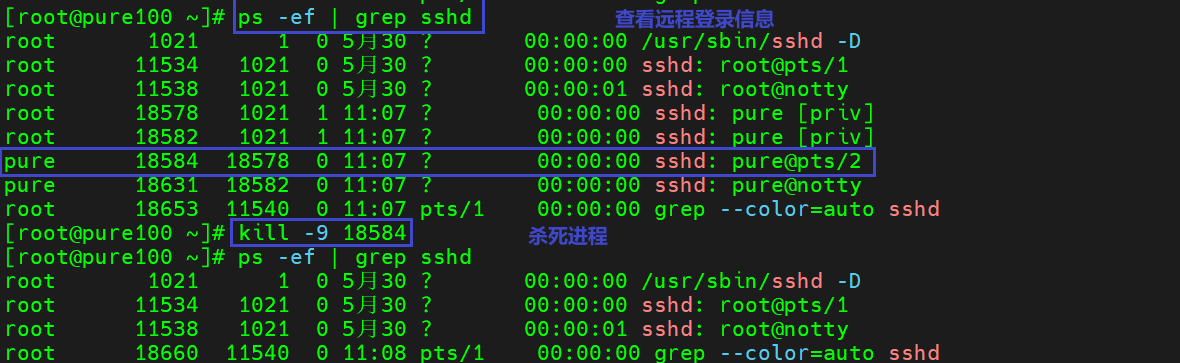 [root@pure100 ~]# ps -ef | grep sshd 查看远程登录信息
root 1021 1 0 5月30 ? 00:00:00 /usr/sbin/sshd -D
root 11534 1021 0 5月30 ? 00:00:00 sshd: root@pts/1
root 11538 1021 0 5月30 ? 00:00:01 sshd: root@notty
root 18578 1021 1 11:07 ? 00:00:00 sshd: pure [priv]
root 18582 1021 1 11:07 ? 00:00:00 sshd: pure [priv]
pure 18584 18578 0 11:07 ? 00:00:00 sshd: pure@pts/2
pure 18631 18582 0 11:07 ? 00:00:00 sshd: pure@notty
root 18653 11540 0 11:07 pts/1 00:00:00 grep --color=auto sshd
[root@pure100 ~]# kill -9 18584 杀死进程
[root@pure100 ~]# ps -ef | grep sshd
root 1021 1 0 5月30 ? 00:00:00 /usr/sbin/sshd -D
root 11534 1021 0 5月30 ? 00:00:00 sshd: root@pts/1
root 11538 1021 0 5月30 ? 00:00:01 sshd: root@notty
root 18660 11540 0 11:08 pts/1 00:00:00 grep --color=auto sshd